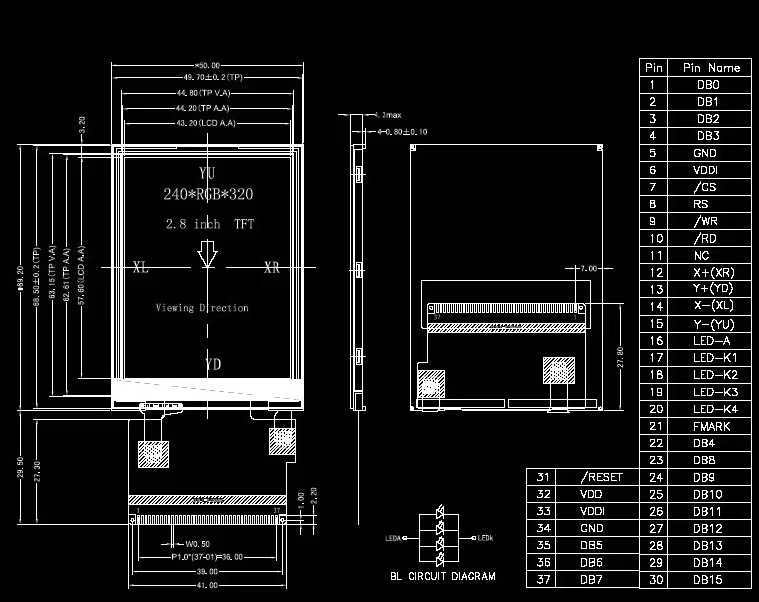 *50.00
49.70±0.2(TP)
44.80(TP V.A)
44.20(TP A.A)
43.20(LCD A.A)
3.20
YU
240*RGB*320
2.8 inch TFT
XL XR
Viewing Direction
YD
*69.20
68.50±0.2(TP)
63.15(TP V.A)
62.61(TP A.A)
57.60(LCD A.A)
29.50
27.30
1 37
1.00
2.20
W0.50
P1.0*(37-01)=36.00
39.00
41.00
4.2max
4-0.80±0.10
7.00
37 1
27.80
LEDA LEDK
BL CIRCUIT DIAGRAM
Pin Pin Name
1 DB0
2 DB1
3 DB2
4 DB3
5 GND
6 VDDI
7 /CS
8 RS
9 /WR
10 /RD
11 NC
12 X+(XR)
13 Y+(YD)
14 X-(XL)
15 Y-(YU)
16 LED-A
17 LED-K1
18 LED-K2
19 LED-K3
20 LED-K4
21 FMARK
22 DB4
23 DB8
24 DB9
25 DB10
26 DB11
27 DB12
28 DB13
29 DB14
30 DB15
31 /RESET
32 VDD
33 VDDI
34 GND
35 DB5
36 DB6
37 DB7